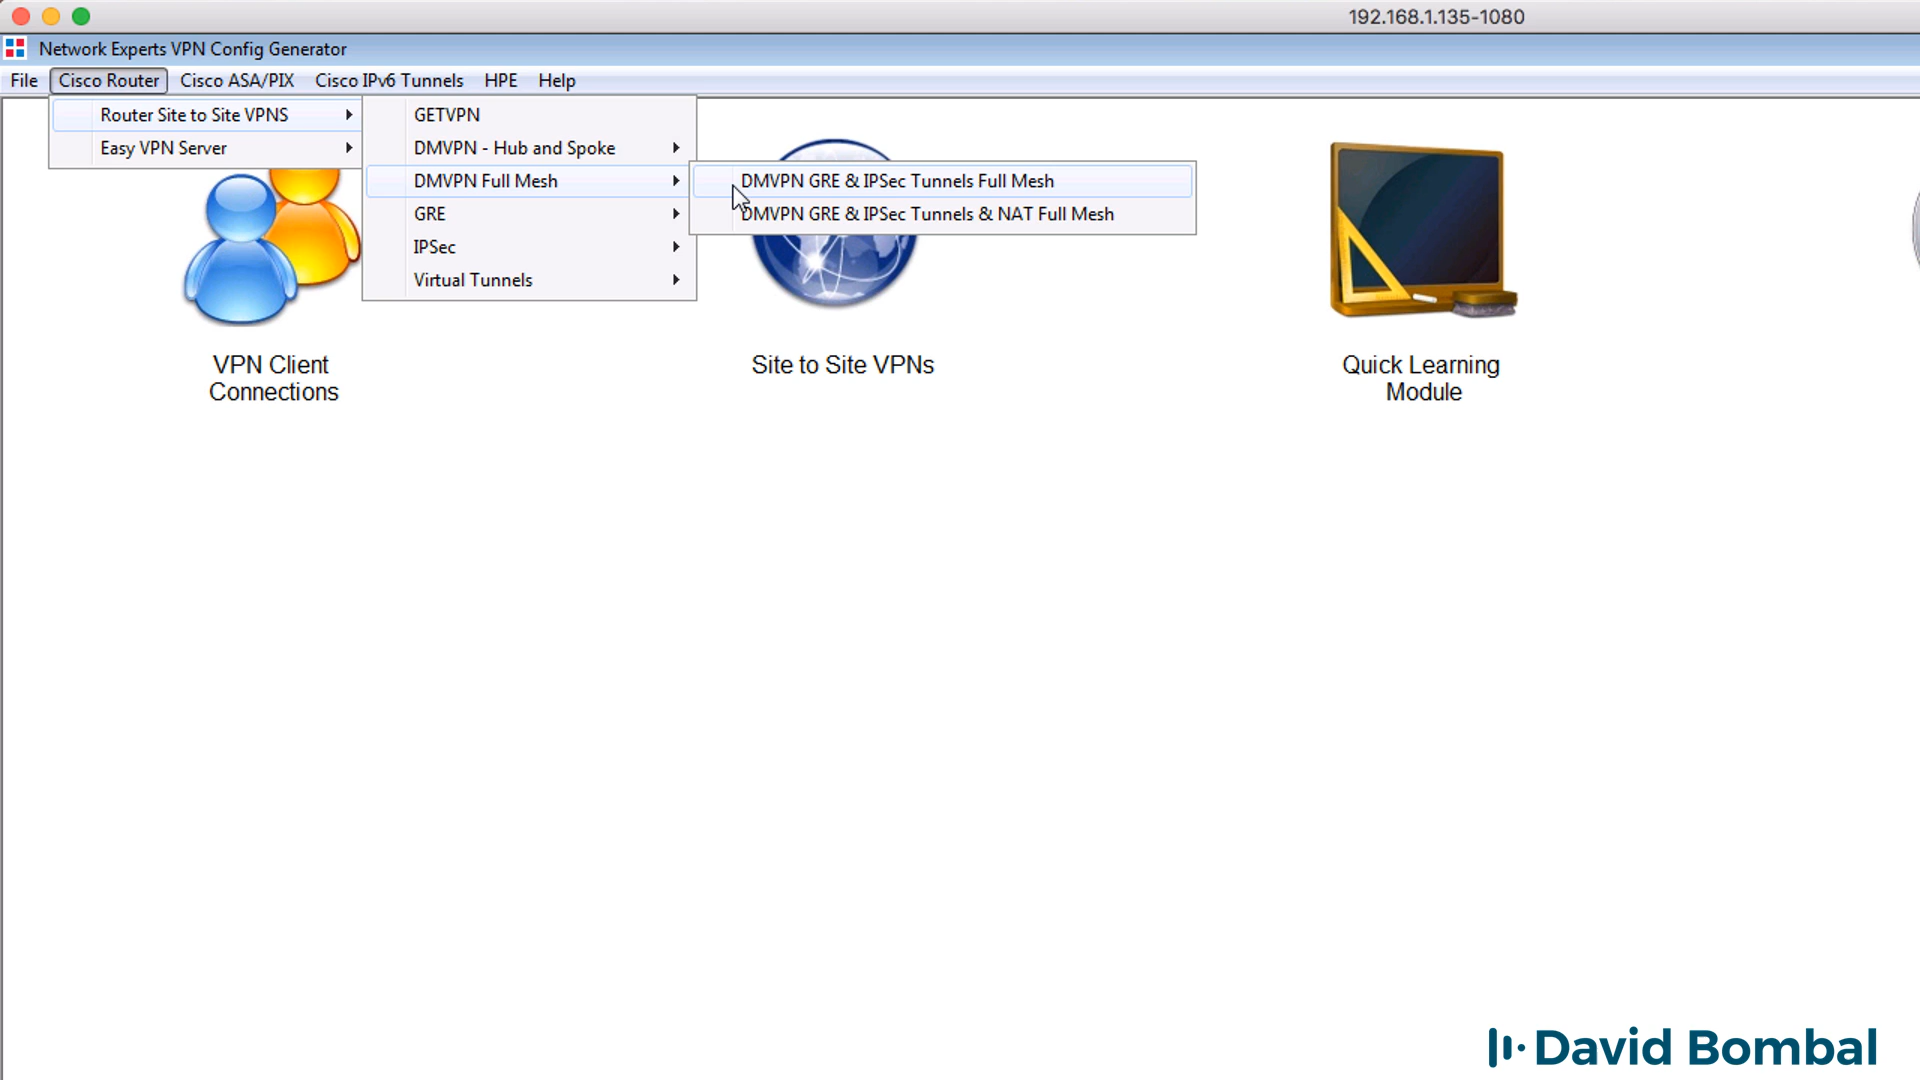 192.168.1.135-1080
Network Experts VPN Config Generator
File Cisco Router Cisco ASA/PIX Cisco IPv6 Tunnels HPE Help
Router Site to Site VPNS
Easy VPN Server
GETVPN
DMVPN - Hub and Spoke
DMVPN Full Mesh
GRE
IPSec
Virtual Tunnels
DMVPN GRE & IPSec Tunnels Full Mesh
DMVPN GRE & IPSec Tunnels & NAT Full Mesh
VPN Client
Connections
Site to Site VPNs
Quick Learning
Module
David Bombal